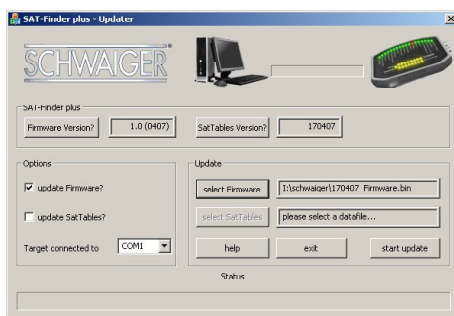 SAT-Finder plus - Updater
SCHWAIGER
SAT-Finder plus
Firmware Version?
1.0 (0407)
SatTables Version?
170407
Options
update Firmware?
update SatTables?
Target connected to
COM1
Update
select Firmware
I:\schwaiger\170407 Firmware.bin
select SatTables
please select a datafile...
help
exit
start update
Status